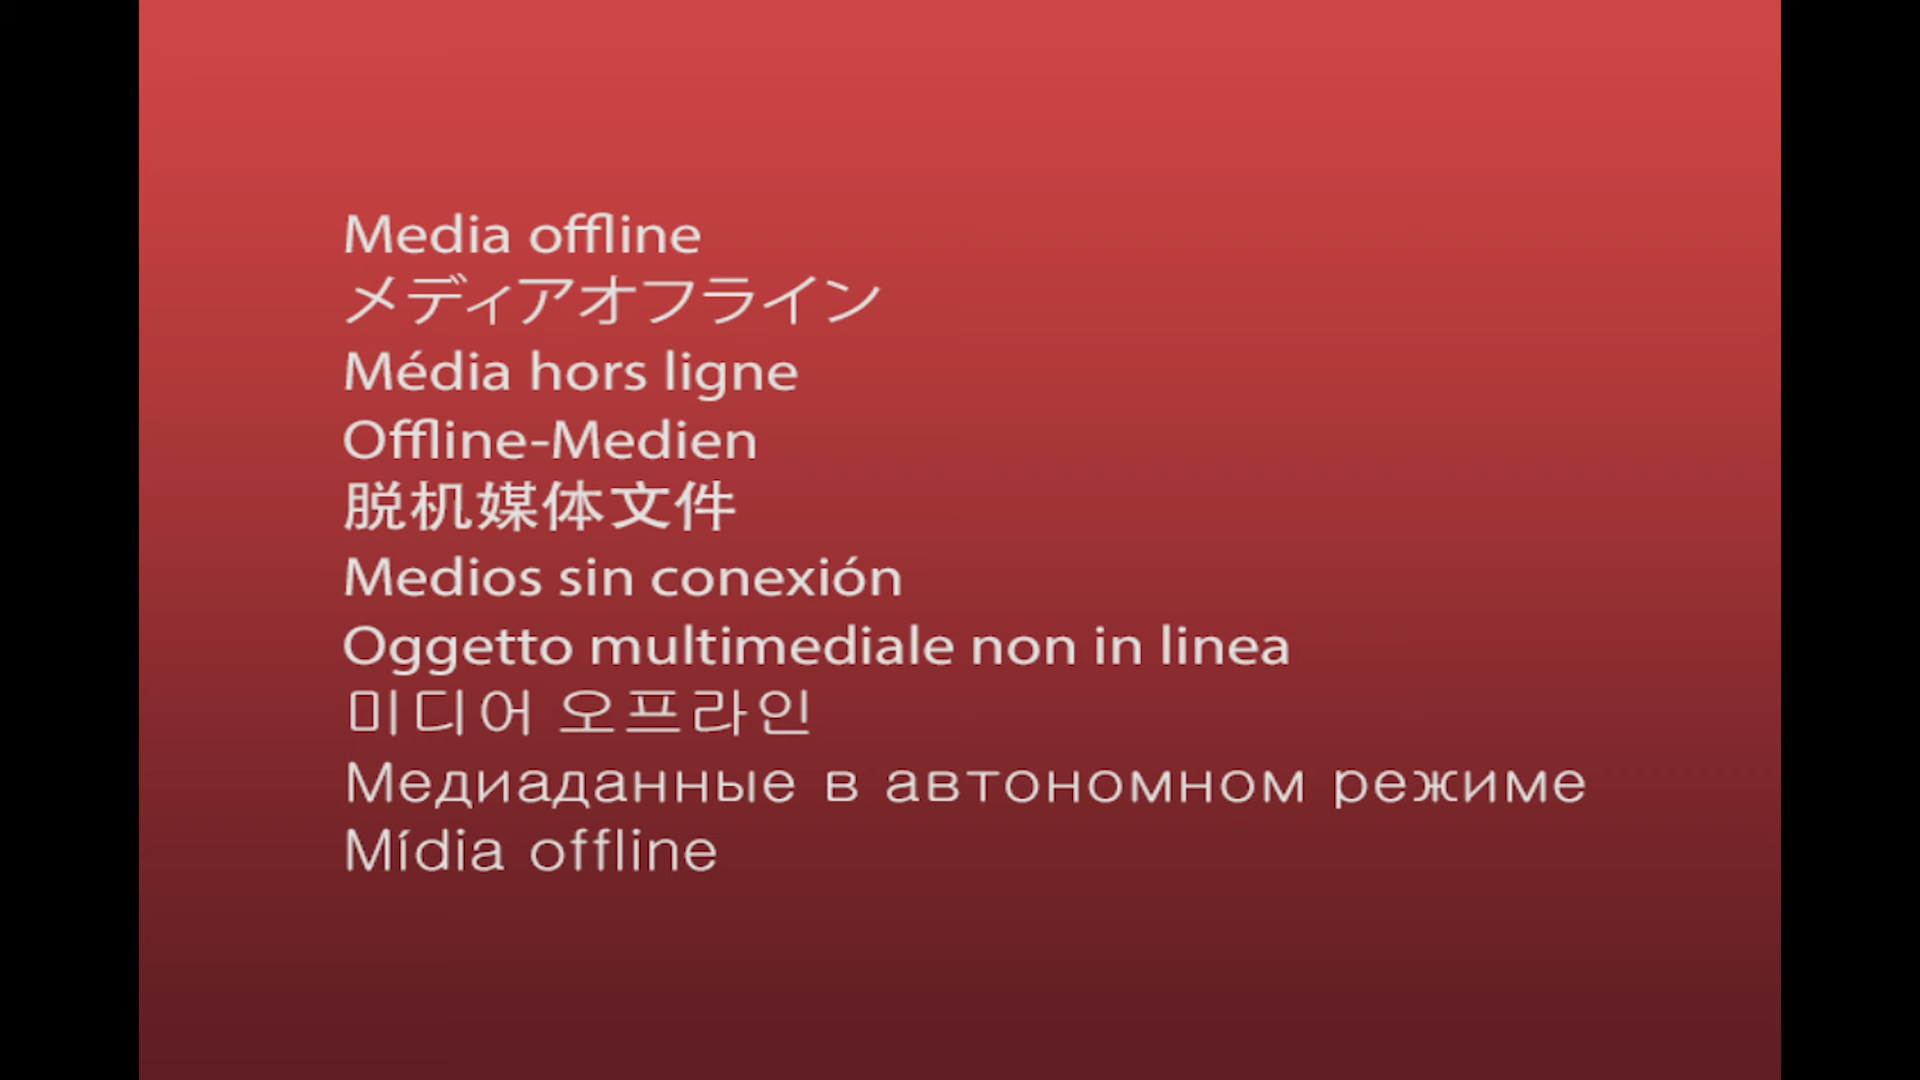 Media offline
メディアオフライン
Média hors ligne
Offline-Medien
脱机媒体文件
Medios sin conexión
Oggetto multimediale non in linea
미디어 오프라인
Медиаданные в автономном режиме
Mídia offline